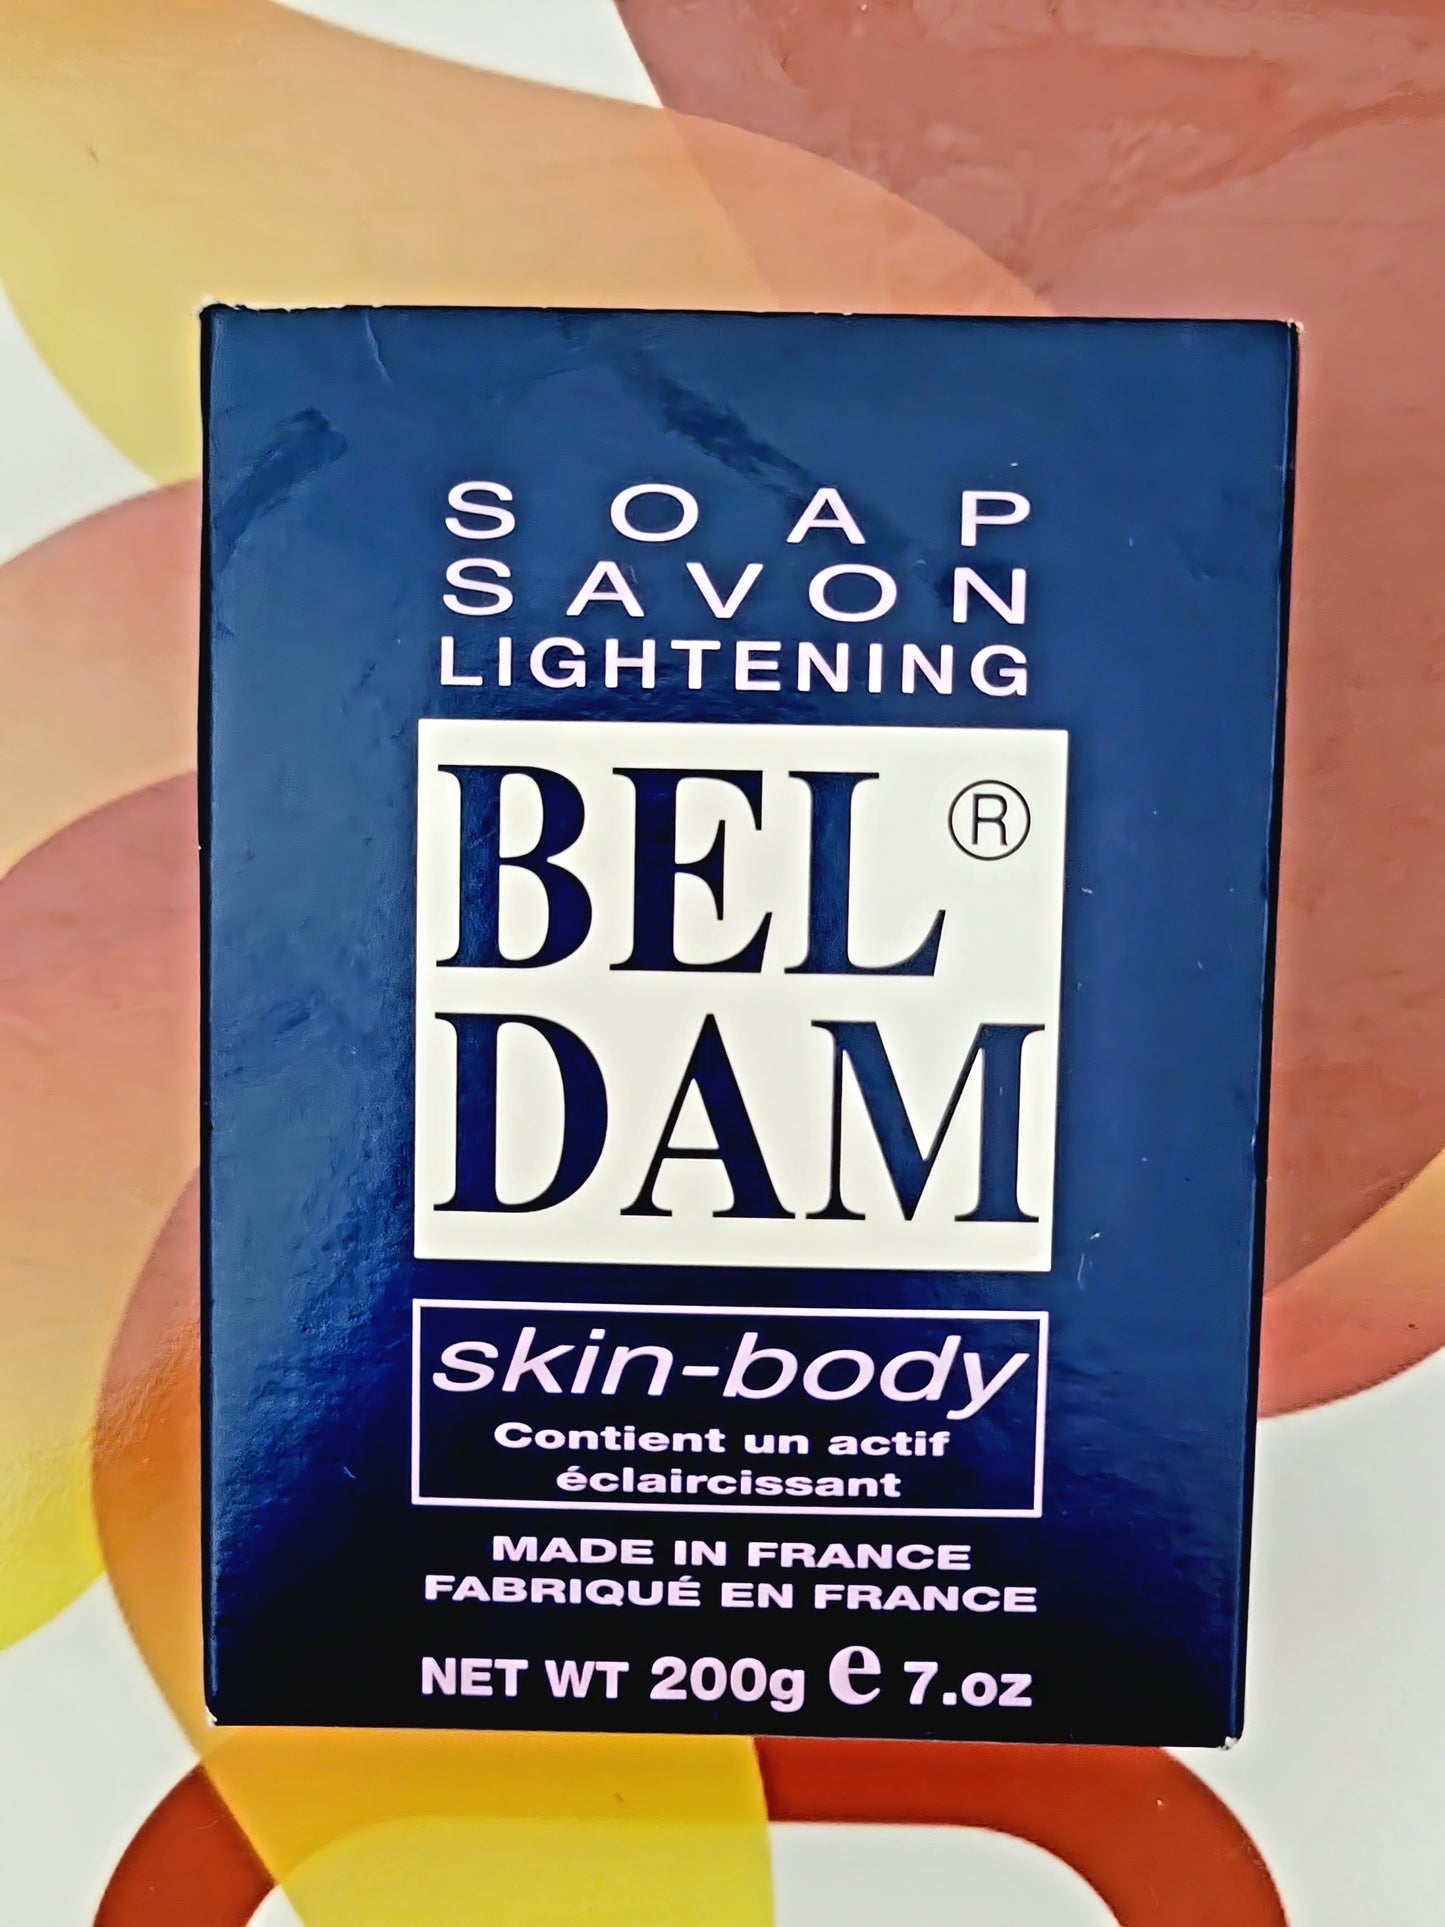 SOAP
SAVON
LIGHTENING
BEL ®
DAM
skin-body
Contient un actif
éclaircissant
MADE IN FRANCE
FABRIQUÉ EN FRANCE
NET WT 200g e 7.oz